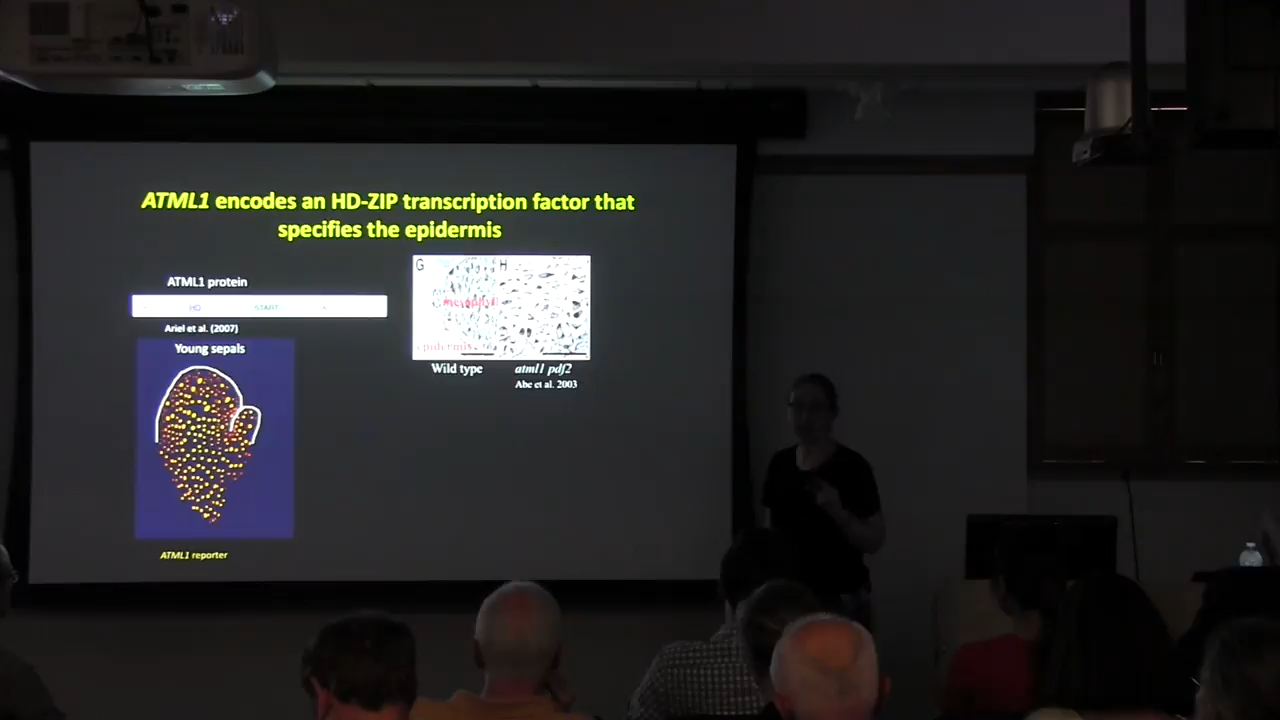 ATML1 encodes an HD-ZIP transcription factor that
specifies the epidermis
ATML1 protein
HD
START
Ariel et al. (2007)
Young sepals
ATML1 reporter
G
H
mesophyll
epidermis
Wild type
atml1 pdf2
Abe et al. 2003